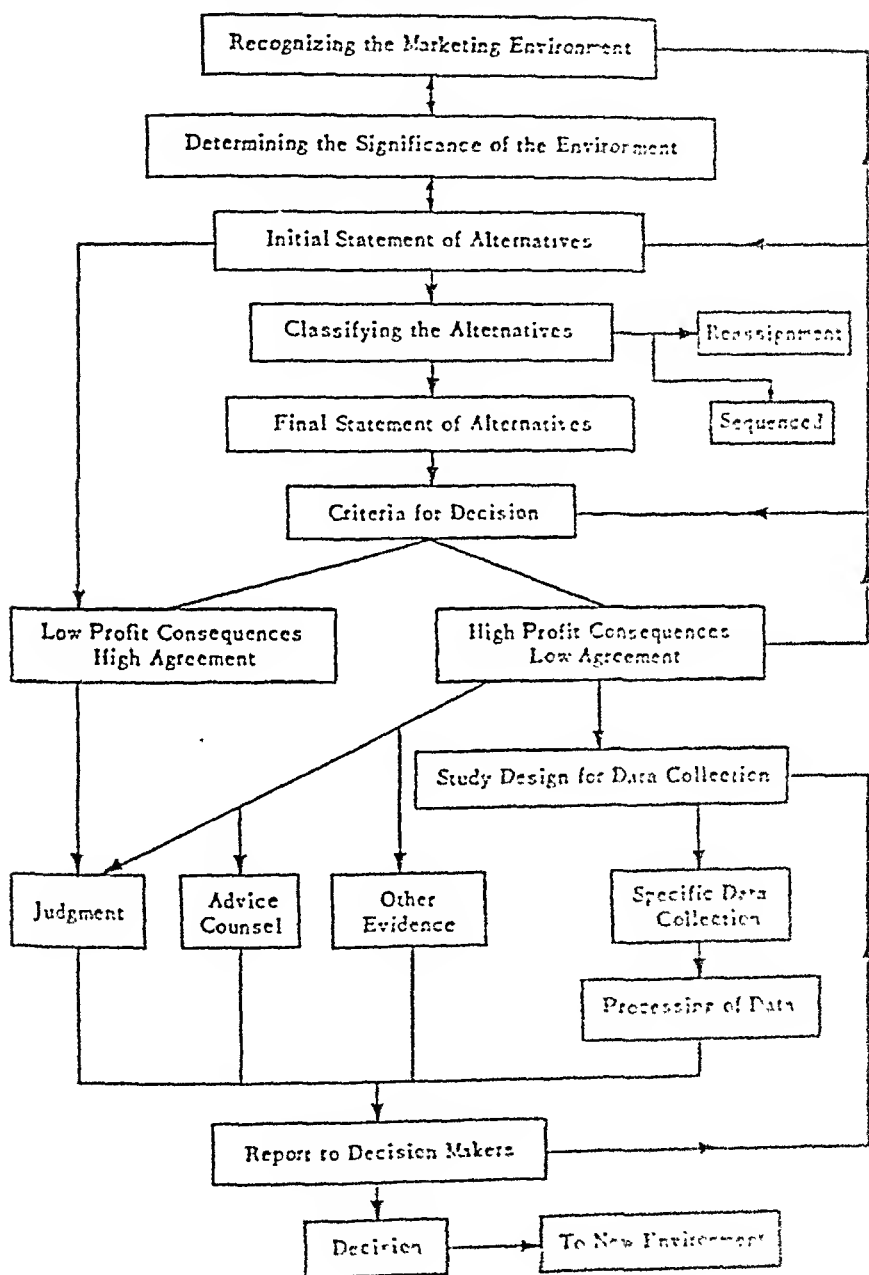 Recognizing the Marketing Environment
Determining the Significance of the Environment
Initial Statement of Alternatives
Classifying the Alternatives
Reassignment
Final Statement of Alternatives
Sequenced
Criteria for Decision
Low Profit Consequences
High Agreement
High Profit Consequences
Low Agreement
Study Design for Data Collection
Judgment
Advice
Counsel
Other
Evidence
Specific Data
Collection
Processing of Data
Report to Decision Makers
Decision
To New Environment